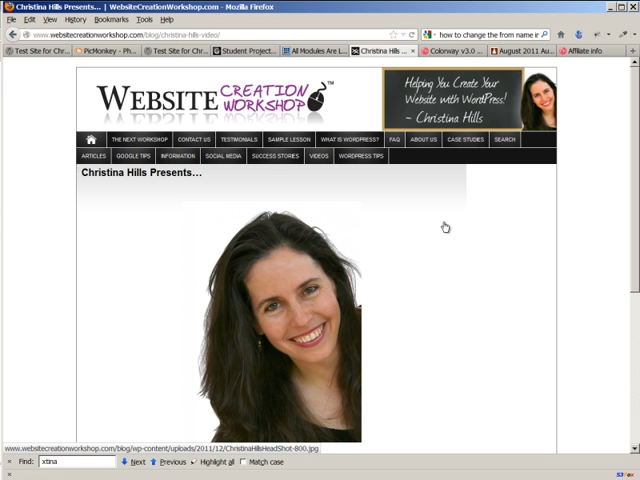 Christina Hills Presents... | WebsiteCreationWorkshop.com - Mozilla Firefox
File Edit View History Bookmarks Tools Help
www.websitecreationworkshop.com/blog/christina-hills-video/
how to change the from name ir
Test Site for Chr...
PicMonkey - Ph...
Test Site for Chr...
Student Project...
All Modules Are L...
Christina Hills ...
Colorway v3.0 ...
August 2011 Au...
Affiliate info
WEBSITE CREATION WORKSHOP™
Helping You Create Your
Website with WordPress!
~ Christina Hills
THE NEXT WORKSHOP CONTACT US TESTIMONIALS SAMPLE LESSON WHAT IS WORDPRESS? FAQ ABOUT US CASE STUDIES SEARCH
ARTICLES GOOGLE TIPS INFORMATION SOCIAL MEDIA SUCCESS STORIES VIDEOS WORDPRESS TIPS
Christina Hills Presents...
www.websitecreationworkshop.com/blog/wp-content/uploads/2011/12/ChristinaHillsHeadShot-800.jpg
Find: xtina Next Previous Highlight all Match case
S3Fox